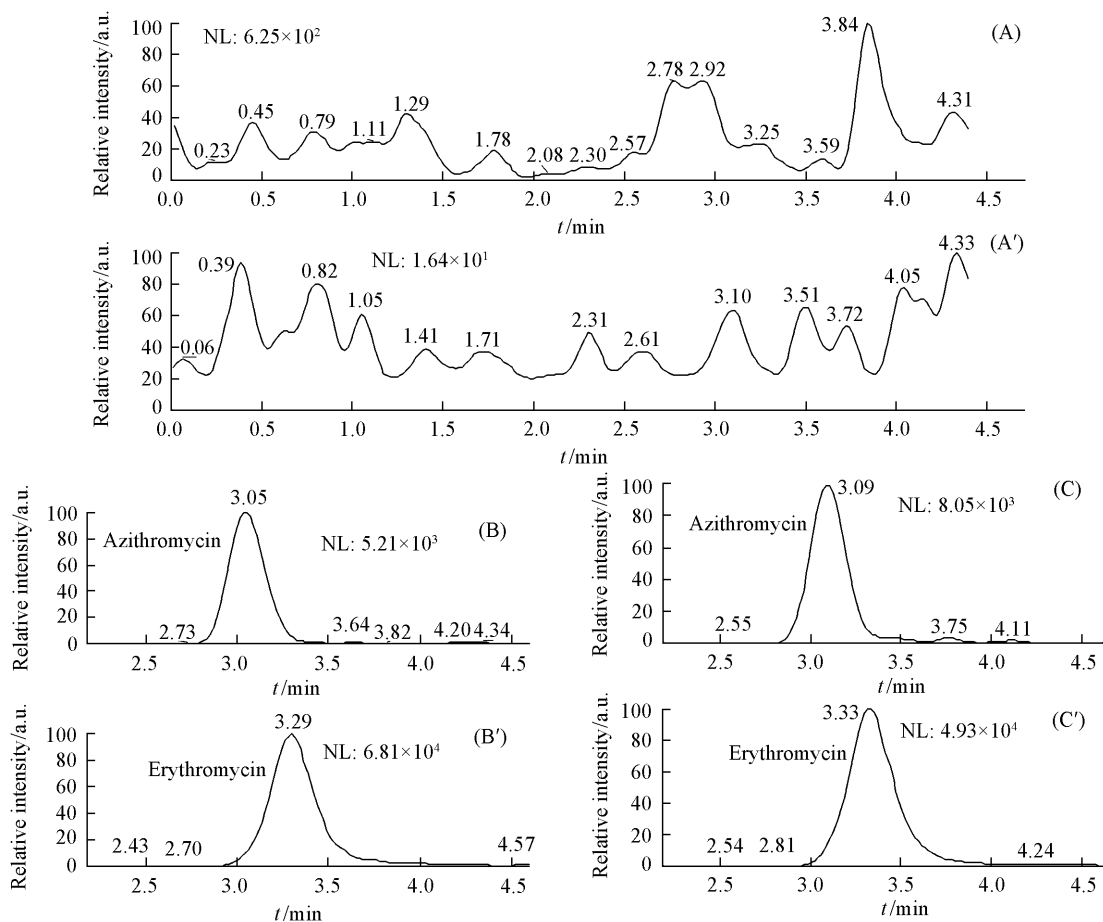 (A)
NL: 6.25×10²
Relative intensity/a.u.
100
80
60
40
20
0
0.23
0.45
0.79
1.11
1.29
1.78
2.08
2.30
2.57
2.78
2.92
3.25
3.59
3.84
4.31
0.0 0.5 1.0 1.5 2.0 2.5 3.0 3.5 4.0 4.5
t/min
(A′)
NL: 1.64×10¹
Relative intensity/a.u.
100
80
60
40
20
0
0.06
0.39
0.82
1.05
1.41
1.71
2.31
2.61
3.10
3.51
3.72
4.05
4.33
0.0 0.5 1.0 1.5 2.0 2.5 3.0 3.5 4.0 4.5
t/min
(B)
NL: 5.21×10³
Azithromycin
Relative intensity/a.u.
100
80
60
40
20
0
2.73
3.05
3.64
3.82
4.20
4.34
2.5 3.0 3.5 4.0 4.5
t/min
(C)
NL: 8.05×10³
Azithromycin
Relative intensity/a.u.
100
80
60
40
20
0
2.55
3.09
3.75
4.11
2.5 3.0 3.5 4.0 4.5
t/min
(B′)
NL: 6.81×10⁴
Erythromycin
Relative intensity/a.u.
100
80
60
40
20
0
2.43
2.70
3.29
4.57
2.5 3.0 3.5 4.0 4.5
t/min
(C′)
NL: 4.93×10⁴
Erythromycin
Relative intensity/a.u.
100
80
60
40
20
0
2.54
2.81
3.33
4.24
2.5 3.0 3.5 4.0 4.5
t/min